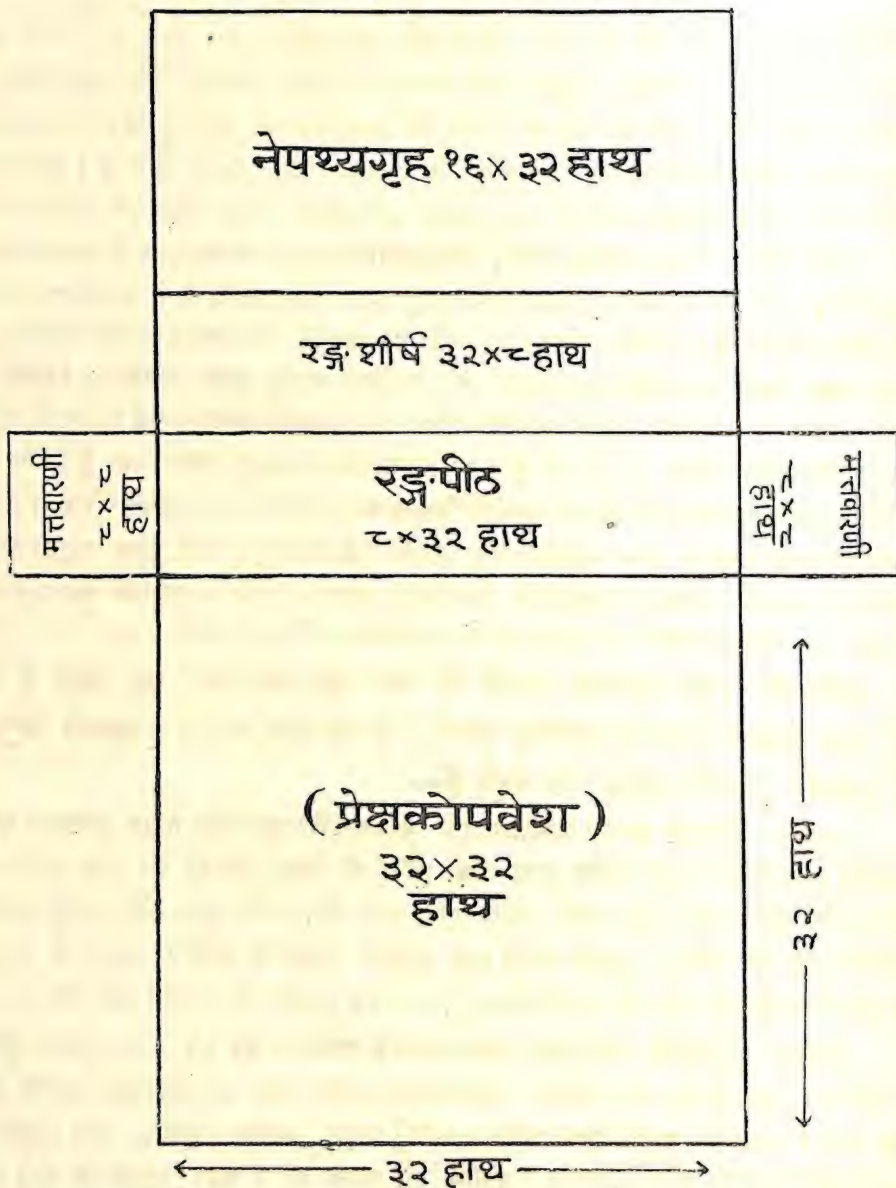 नेपथ्यगृह १६× ३२ हाथ
रङ्ग शीर्ष ३२×८ हाथ
मत्तवारणी
८×८
हाथ
रङ्गपीठ
८×३२ हाथ
८×८
हाथ
मत्तवारणी
( प्रेक्षकोपवेश )
३२×३२
हाथ
३२ हाथ
३२ हाथ